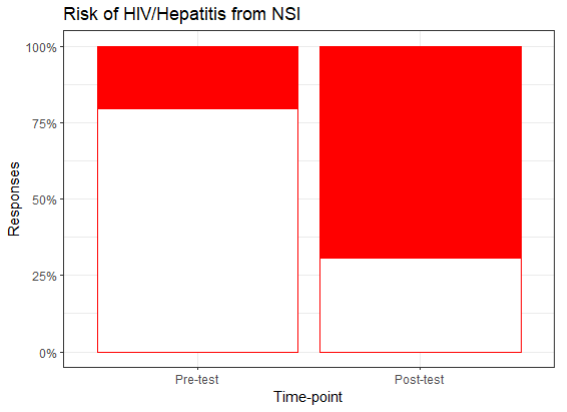 Risk of HIV/Hepatitis from NSI
100%
75%
50%
25%
0%
Responses
Pre-test Post-test
Time-point